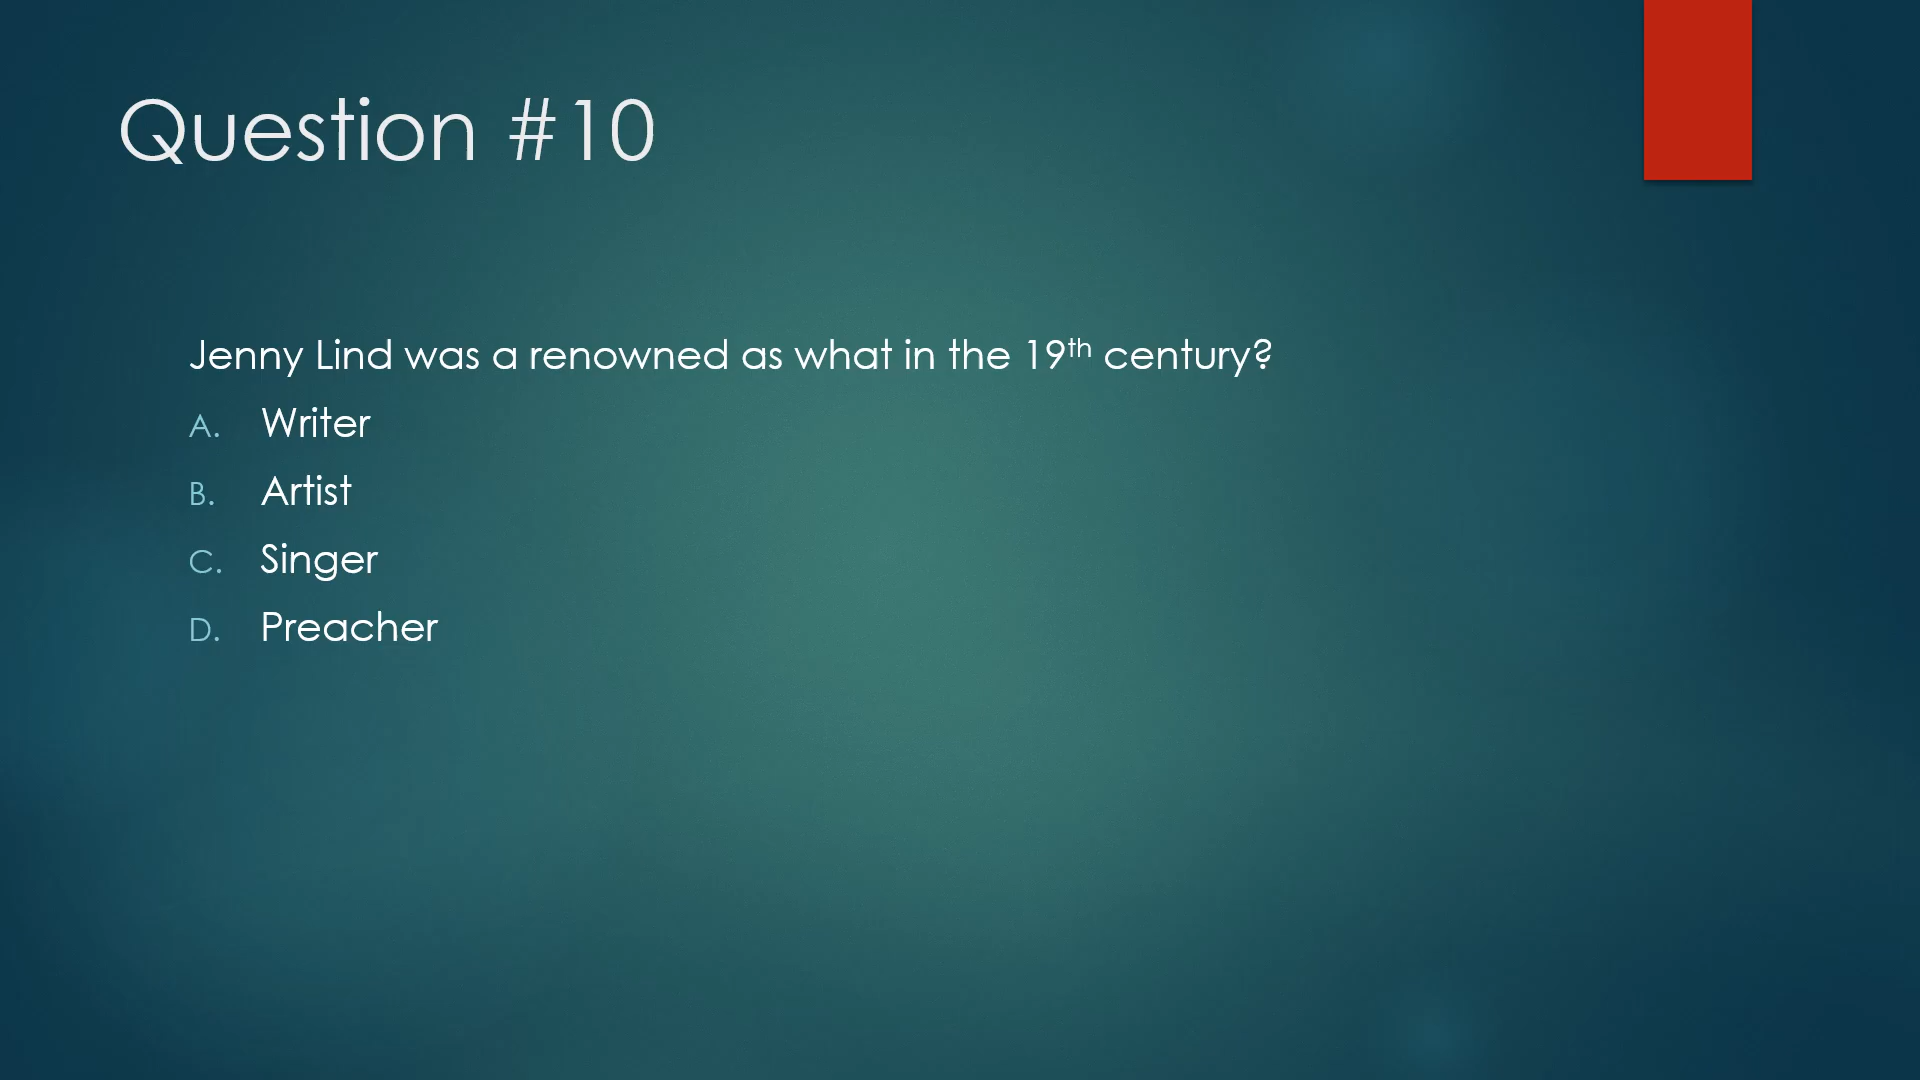 Question #10
Jenny Lind was a renowned as what in the 19th century?
A. Writer
B. Artist
C. Singer
D. Preacher